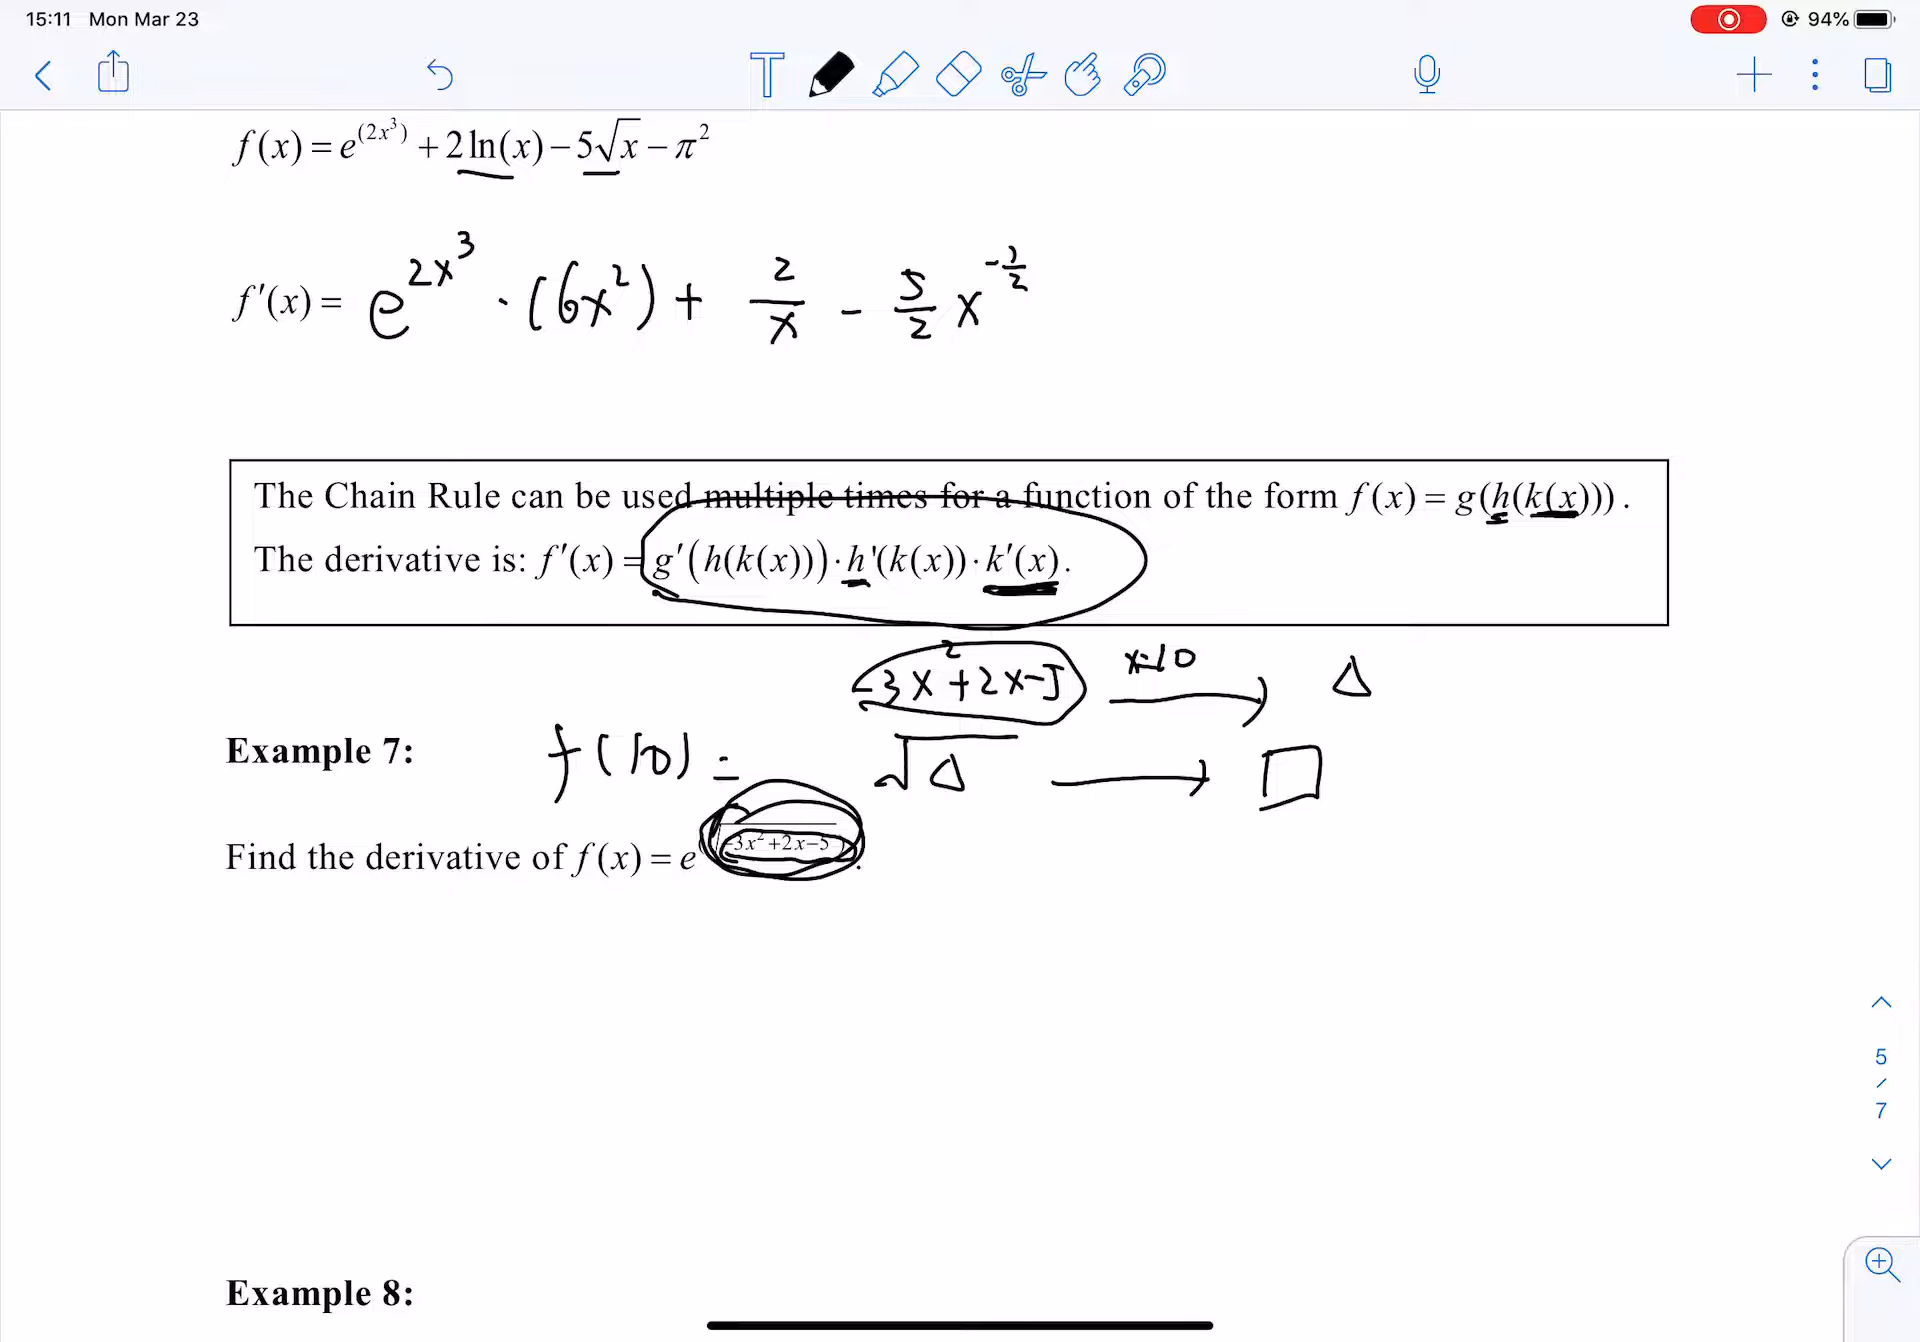 15:11 Mon Mar 23
94%
T
f(x) = e^(2x³) + 2 ln(x) − 5√x − π²
f′(x) = e^2x³ · (6x²) + 2/x − 5/2 x^−1/2
The Chain Rule can be used multiple times for a function of the form f(x) = g(h(k(x))).
The derivative is: f′(x) = g′(h(k(x))) · h'(k(x)) · k′(x).
−3x²+2x−5 x=10 → Δ
Example 7: f(10) = √Δ → □
Find the derivative of f(x) = e^(√(−3x²+2x−5)).
5
/
7
Example 8: